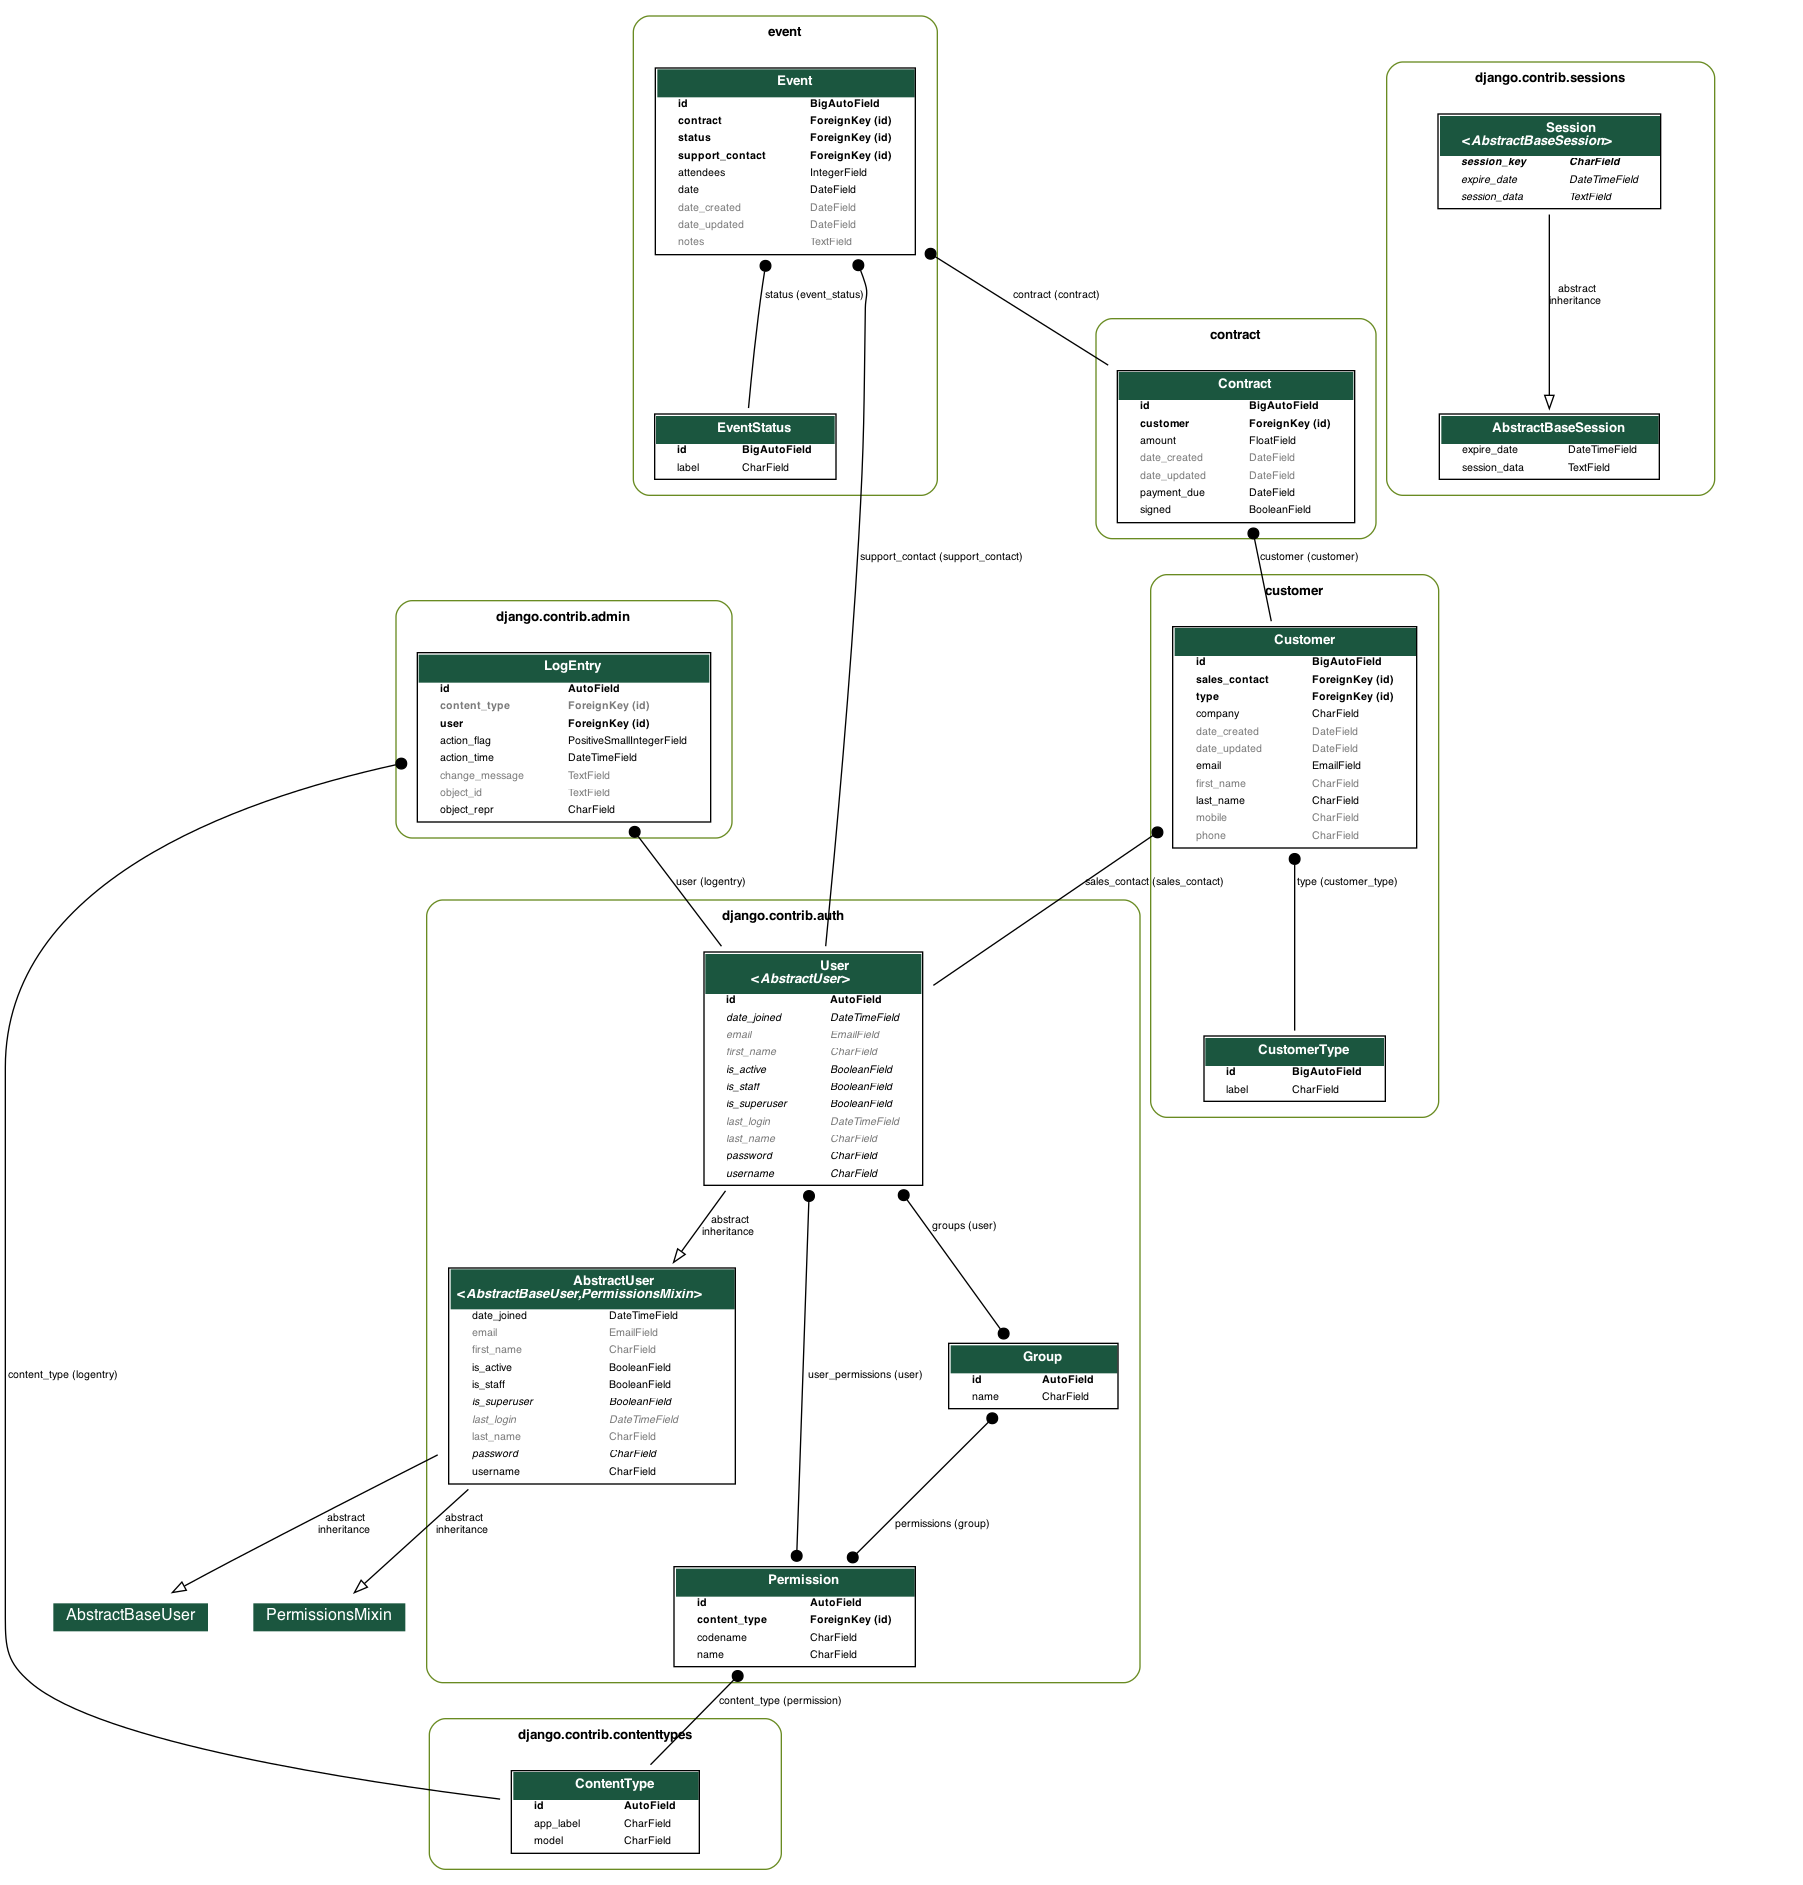 event
Event
id BigAutoField
contract ForeignKey (id)
status ForeignKey (id)
support_contact ForeignKey (id)
attendees IntegerField
date DateField
date_created DateField
date_updated DateField
notes TextField
status (event_status)
EventStatus
id BigAutoField
label CharField
contract (contract)
support_contact (support_contact)
django.contrib.sessions
Session
<AbstractBaseSession>
session_key CharField
expire_date DateTimeField
session_data TextField
abstract
inheritance
AbstractBaseSession
expire_date DateTimeField
session_data TextField
contract
Contract
id BigAutoField
customer ForeignKey (id)
amount FloatField
date_created DateField
date_updated DateField
payment_due DateField
signed BooleanField
customer (customer)
customer
Customer
id BigAutoField
sales_contact ForeignKey (id)
type ForeignKey (id)
company CharField
date_created DateField
date_updated DateField
email EmailField
first_name CharField
last_name CharField
mobile CharField
phone CharField
sales_contact (sales_contact)
type (customer_type)
CustomerType
id BigAutoField
label CharField
django.contrib.admin
LogEntry
id AutoField
content_type ForeignKey (id)
user ForeignKey (id)
action_flag PositiveSmallIntegerField
action_time DateTimeField
change_message TextField
object_id TextField
object_repr CharField
user (logentry)
content_type (logentry)
django.contrib.auth
User
<AbstractUser>
id AutoField
date_joined DateTimeField
email EmailField
first_name CharField
is_active BooleanField
is_staff BooleanField
is_superuser BooleanField
last_login DateTimeField
last_name CharField
password CharField
username CharField
abstract
inheritance
groups (user)
user_permissions (user)
AbstractUser
<AbstractBaseUser,PermissionsMixin>
date_joined DateTimeField
email EmailField
first_name CharField
is_active BooleanField
is_staff BooleanField
is_superuser BooleanField
last_login DateTimeField
last_name CharField
password CharField
username CharField
Group
id AutoField
name CharField
permissions (group)
abstract
inheritance
abstract
inheritance
AbstractBaseUser
PermissionsMixin
Permission
id AutoField
content_type ForeignKey (id)
codename CharField
name CharField
content_type (permission)
django.contrib.contenttypes
ContentType
id AutoField
app_label CharField
model CharField